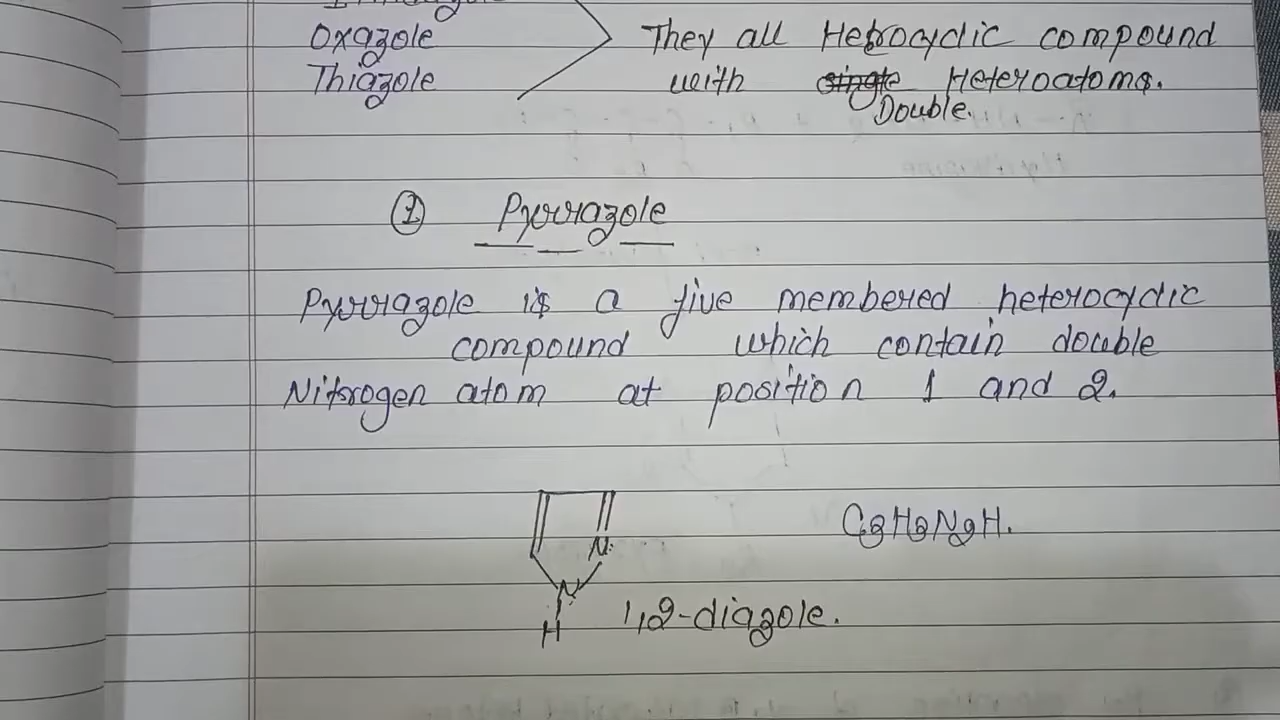 Oxazole
Thiazole
They all Hetrocyclic compound
with single Heteroatoms.
Double.
① Pyrrazole
Pyrrazole is a five membered heterocyclic
compound which contain double
Nitrogen atom at position 1 and 2.
N:
N:
H
C3H3N2H.
1,2-diazole.